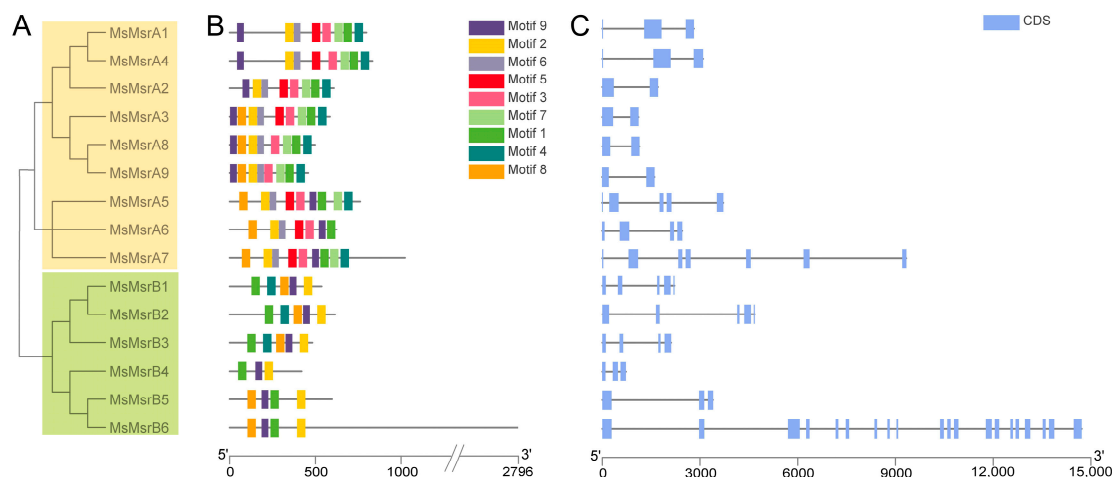 A
B
C
MsMsrA1
MsMsrA4
MsMsrA2
MsMsrA3
MsMsrA8
MsMsrA9
MsMsrA5
MsMsrA6
MsMsrA7
MsMsrB1
MsMsrB2
MsMsrB3
MsMsrB4
MsMsrB5
MsMsrB6
Motif 9
Motif 2
Motif 6
Motif 5
Motif 3
Motif 7
Motif 1
Motif 4
Motif 8
5' 3'
0 500 1000 2796
CDS
5' 3'
0 3000 6000 9000 12.000 15.000